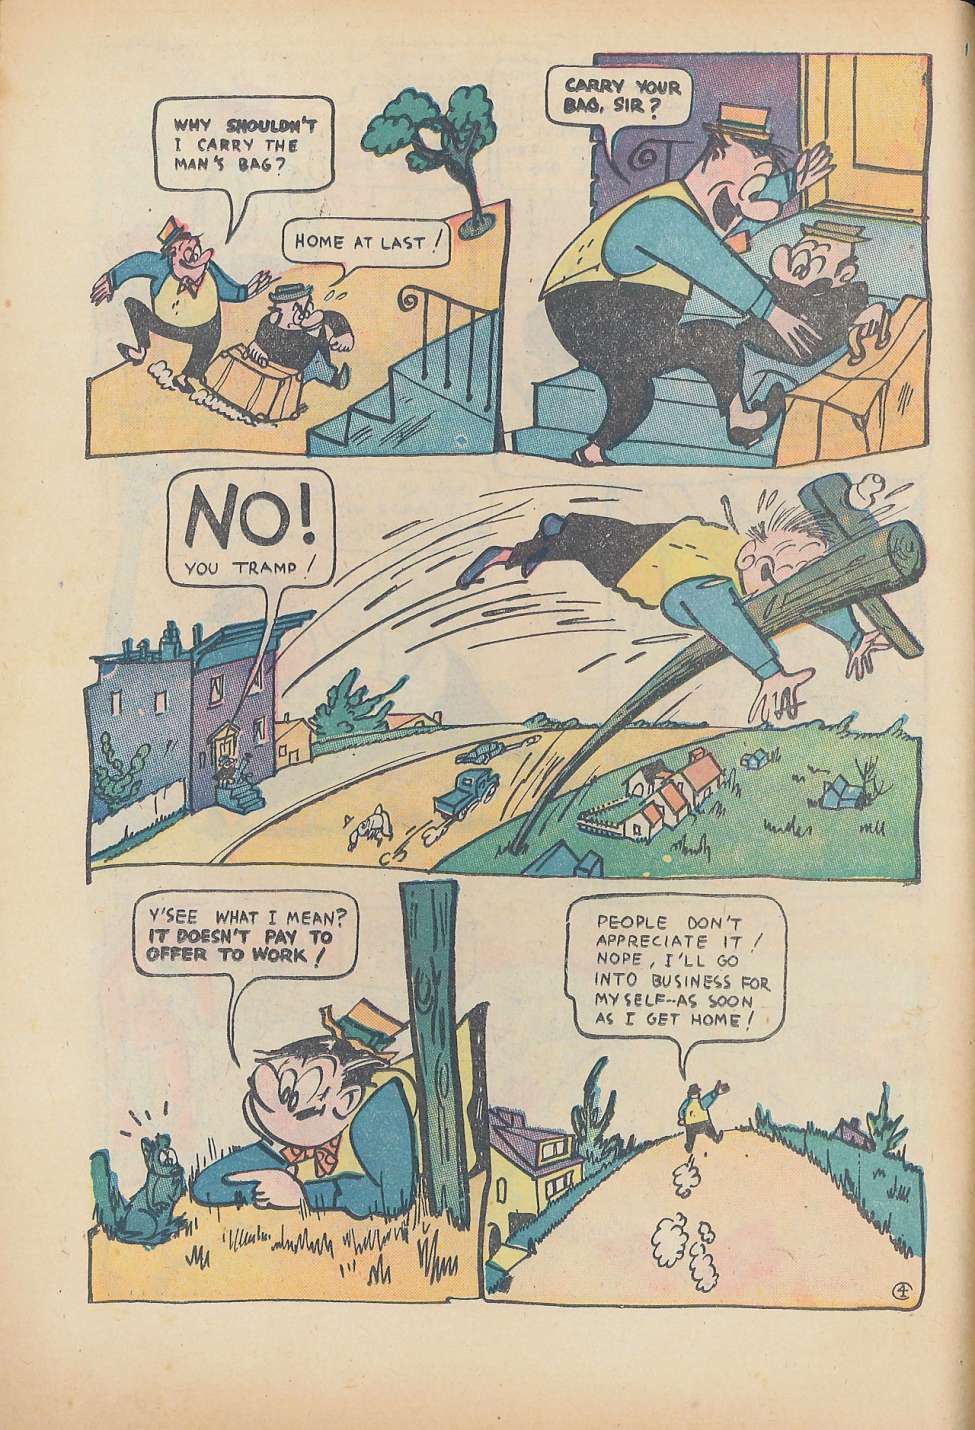 WHY SHOULDN'T
I CARRY THE
MAN'S BAG?
HOME AT LAST!
CARRY YOUR
BAG, SIR?
NO!
YOU TRAMP!
Y'SEE WHAT I MEAN?
IT DOESN'T PAY TO
OFFER TO WORK!
PEOPLE DON'T
APPRECIATE IT!
NOPE, I'LL GO
INTO BUSINESS FOR
MYSELF--AS SOON
AS I GET HOME!
4